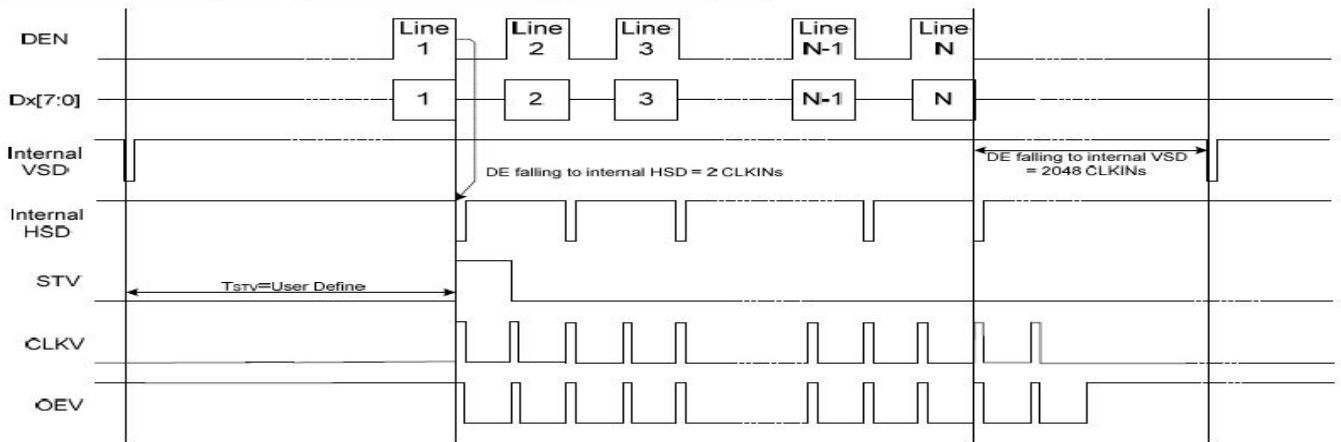 DEN
Line 1
Line 2
Line 3
Line N-1
Line N
Dx[7:0]
1
2
3
N-1
N
Internal VSD
DE falling to internal HSD = 2 CLKINs
DE falling to internal VSD
= 2048 CLKINs
Internal HSD
STV
TSTV=User Define
CLKV
OEV